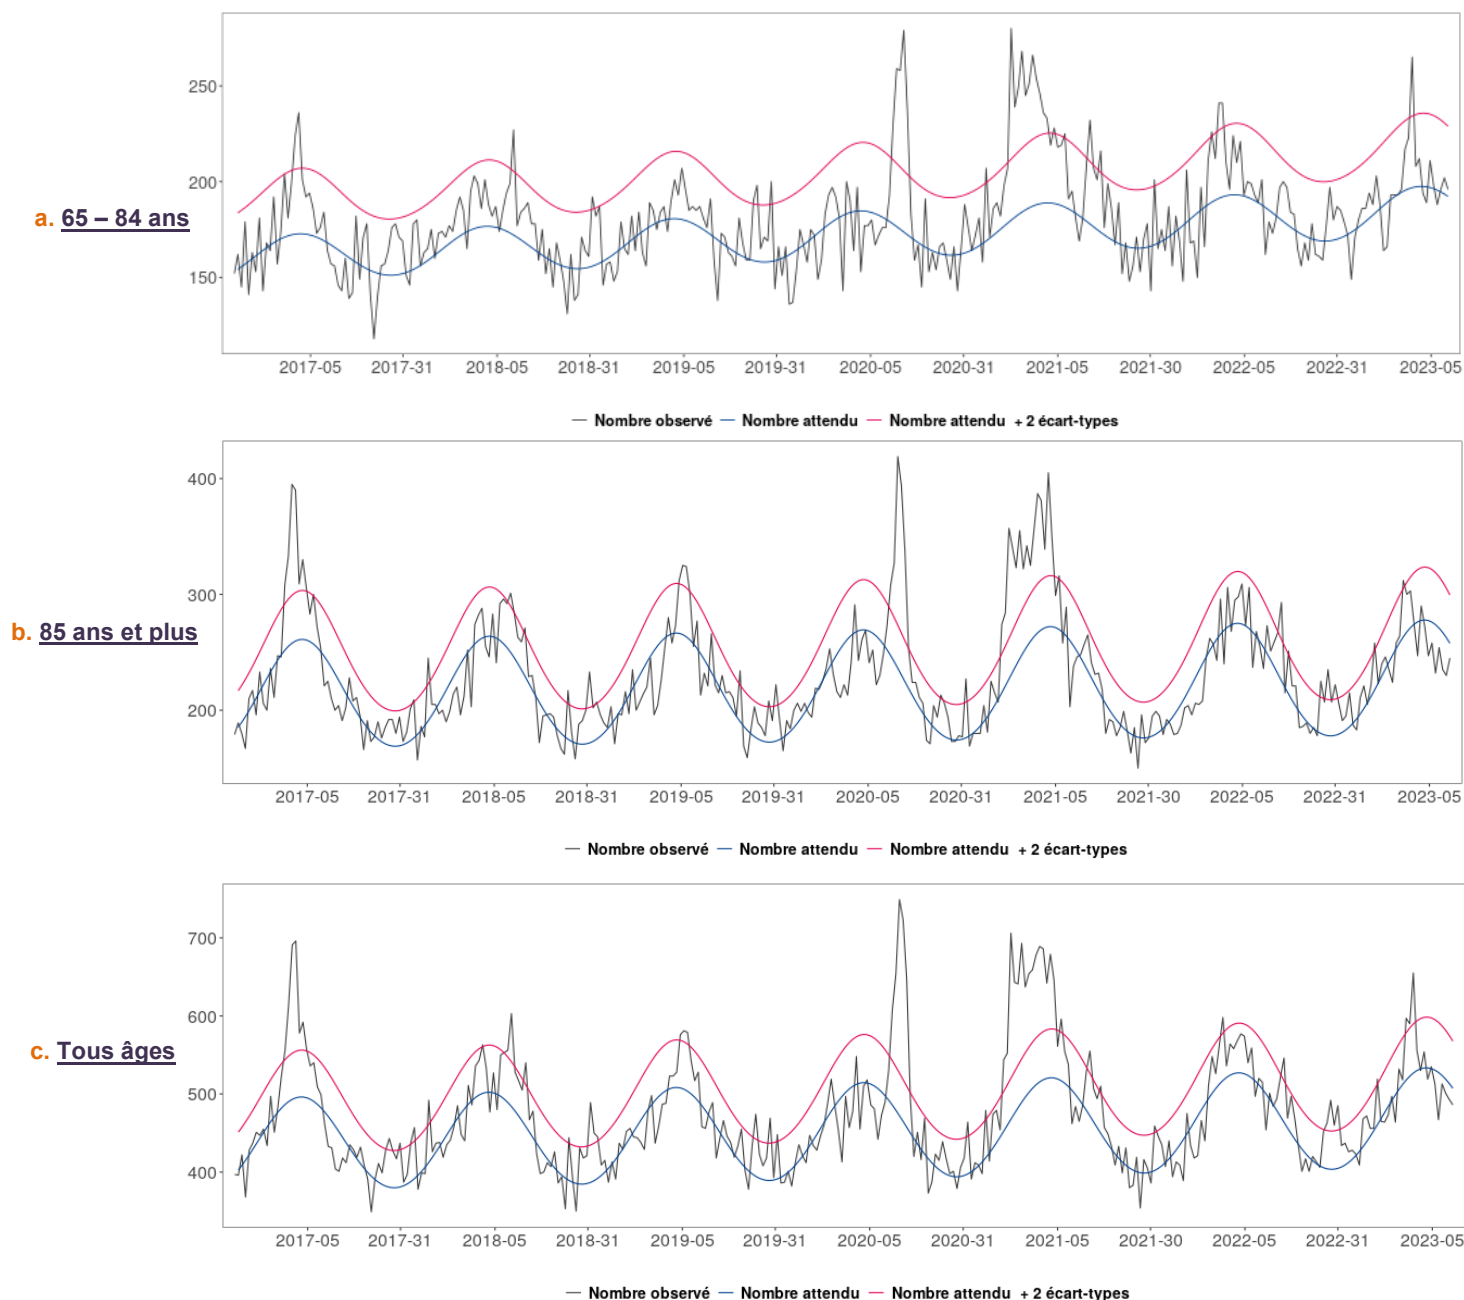 250
200
a. 65 – 84 ans
150
2017-05 2017-31 2018-05 2018-31 2019-05 2019-31 2020-05 2020-31 2021-05 2021-30 2022-05 2022-31 2023-05
Nombre observé Nombre attendu Nombre attendu + 2 écart-types
400
300
b. 85 ans et plus
200
2017-05 2017-31 2018-05 2018-31 2019-05 2019-31 2020-05 2020-31 2021-05 2021-30 2022-05 2022-31 2023-05
Nombre observé Nombre attendu Nombre attendu + 2 écart-types
700
600
c. Tous âges
500
400
2017-05 2017-31 2018-05 2018-31 2019-05 2019-31 2020-05 2020-31 2021-05 2021-30 2022-05 2022-31 2023-05
Nombre observé Nombre attendu Nombre attendu + 2 écart-types